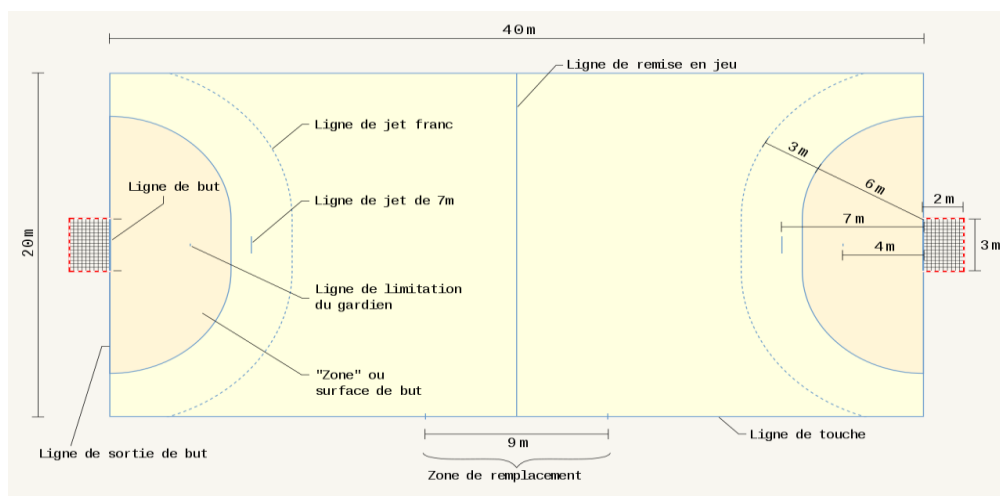 40m
Ligne de remise en jeu
Ligne de jet franc
3m
Ligne de but
6m
Ligne de jet de 7m
2m
7m
20m
4m
3m
Ligne de limitation
du gardien
"Zone" ou
surface de but
Ligne de touche
9m
Ligne de sortie de but
Zone de remplacement